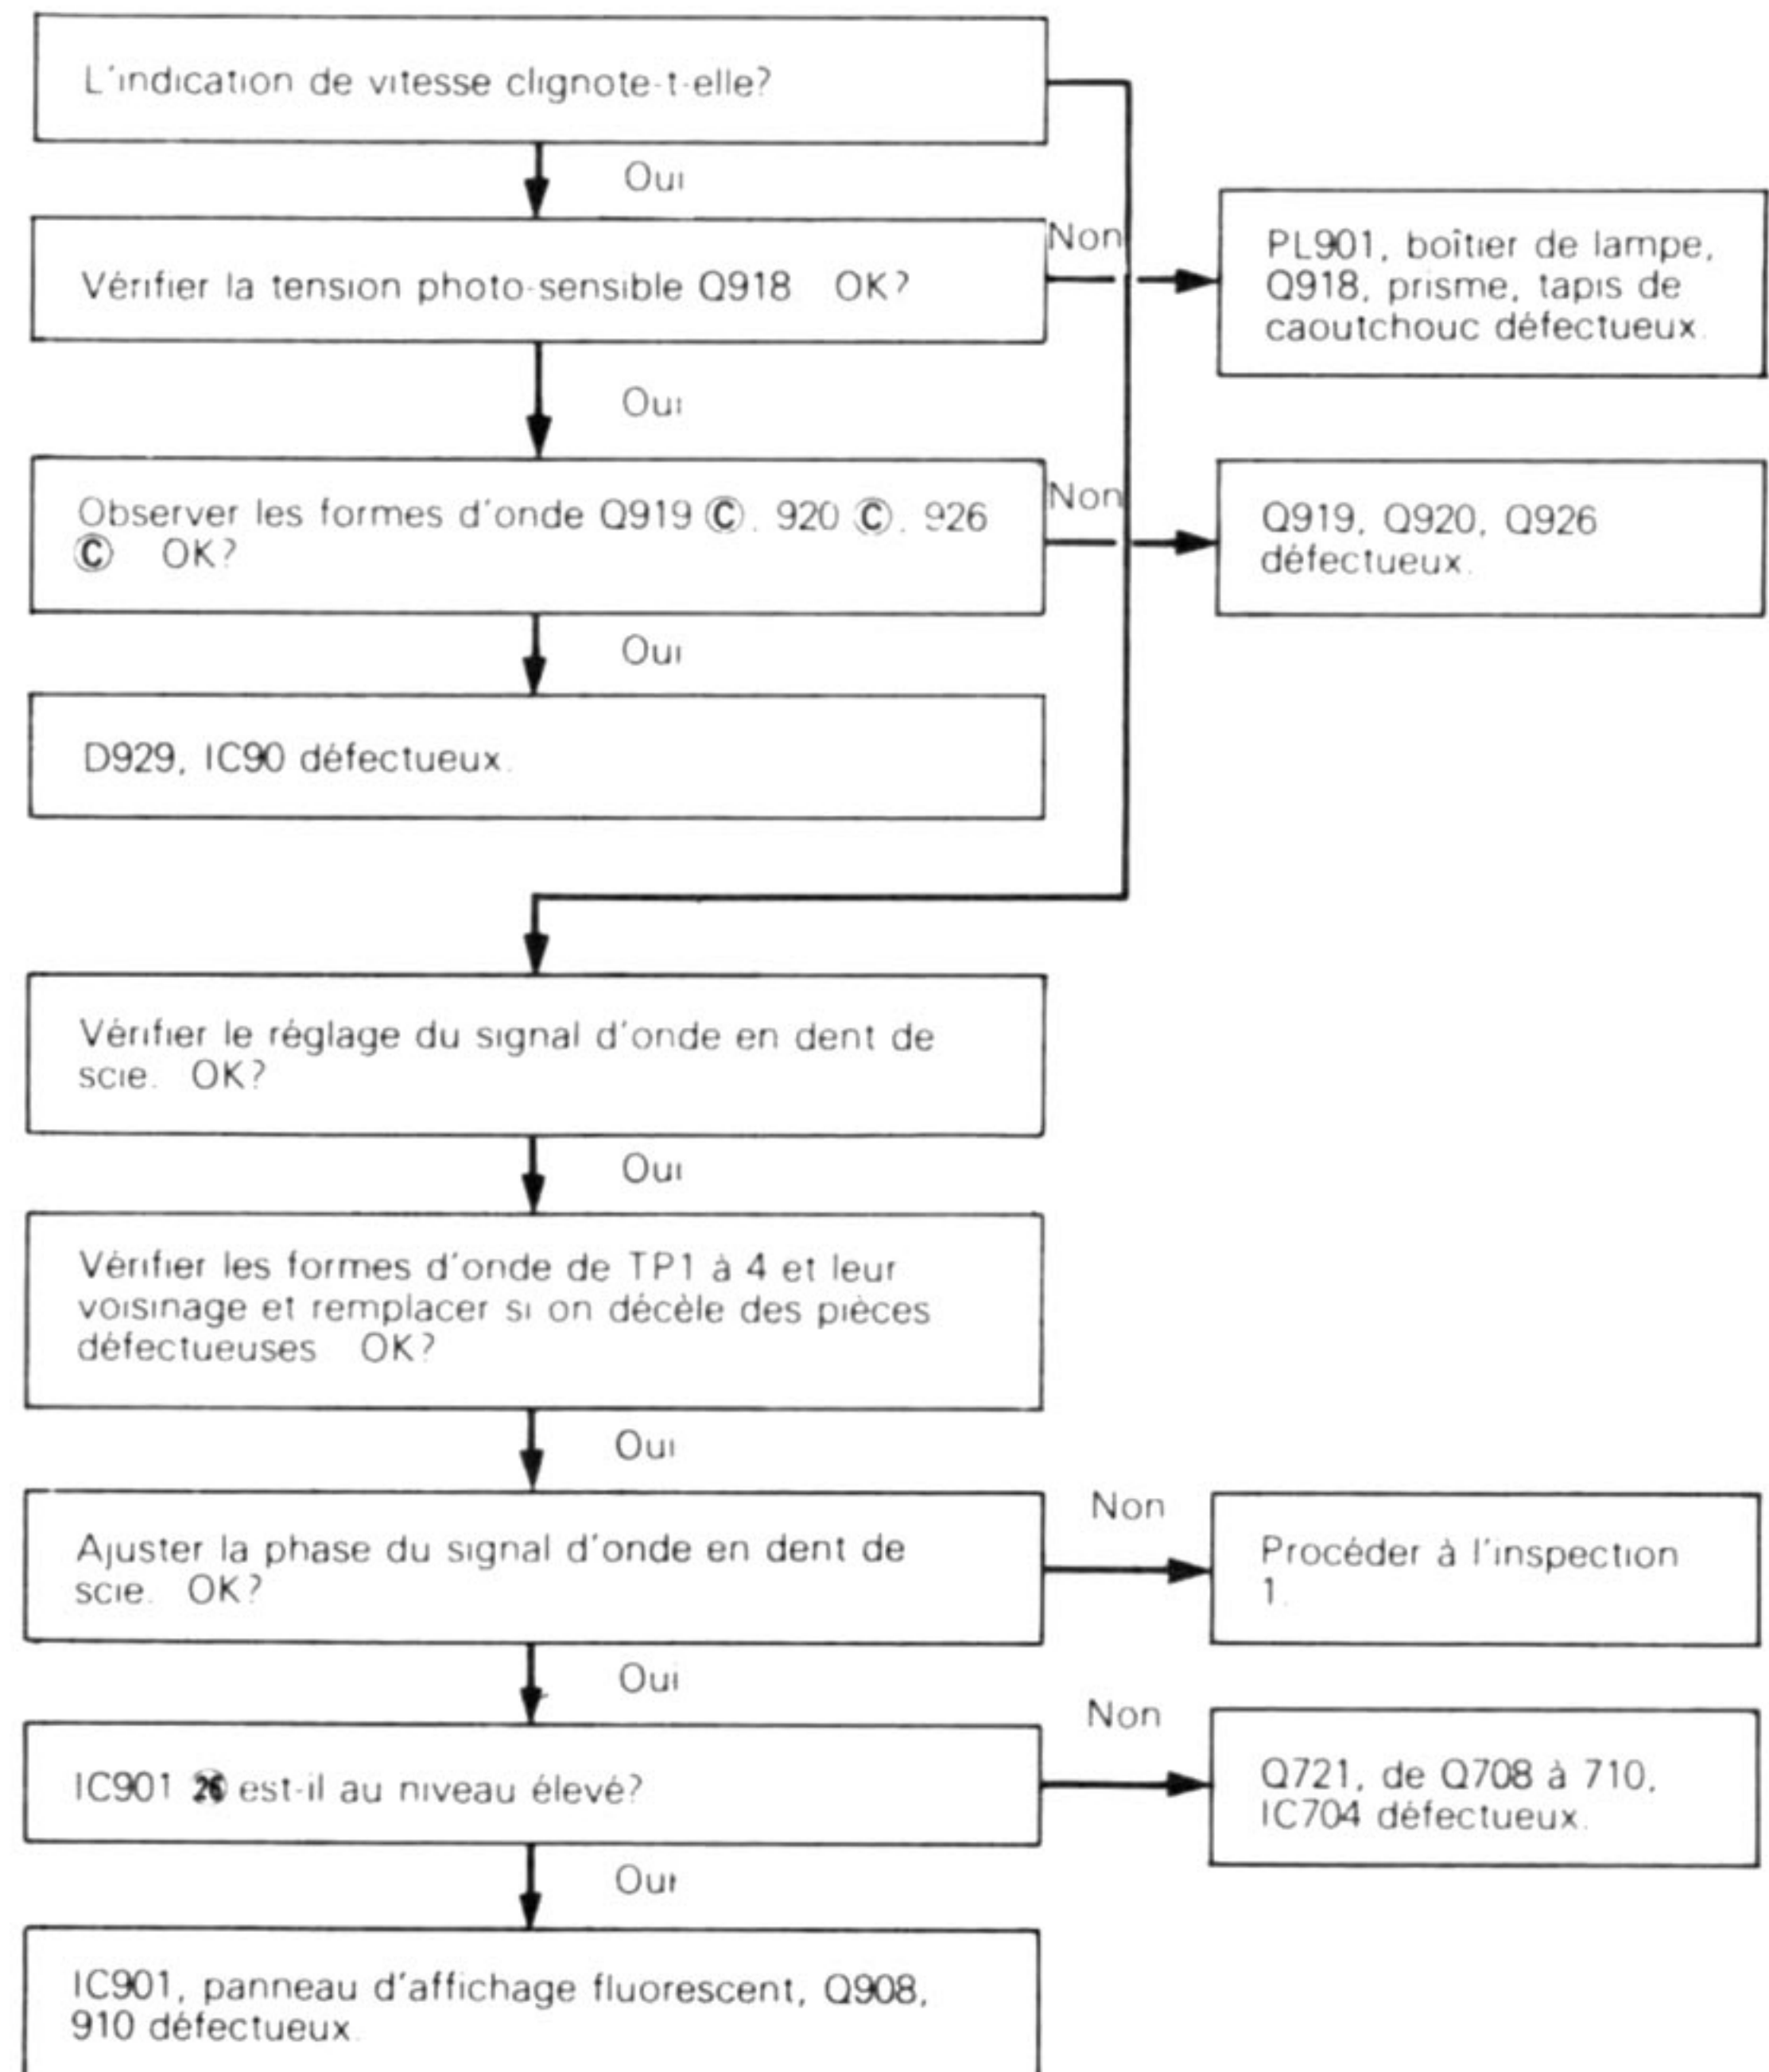 L'indication de vitesse clignote-t-elle?
Oui
Vérifier la tension photo-sensible Q918 OK?
Non
PL901, boîtier de lampe,
Q918, prisme, tapis de
caoutchouc défectueux.
Oui
Observer les formes d'onde Q919 Ⓒ. 920 Ⓒ. 926
Ⓒ OK?
Non
Q919, Q920, Q926
défectueux.
Oui
D929, IC90 défectueux.
Vérifier le réglage du signal d'onde en dent de
scie. OK?
Oui
Vérifier les formes d'onde de TP1 à 4 et leur
voisinage et remplacer si on décèle des pièces
défectueuses OK?
Oui
Ajuster la phase du signal d'onde en dent de
scie. OK?
Non
Procéder à l'inspection
1.
Oui
IC901 ㉖ est-il au niveau élevé?
Non
Q721, de Q708 à 710,
IC704 défectueux.
Oui
IC901, panneau d'affichage fluorescent, Q908,
910 défectueux.